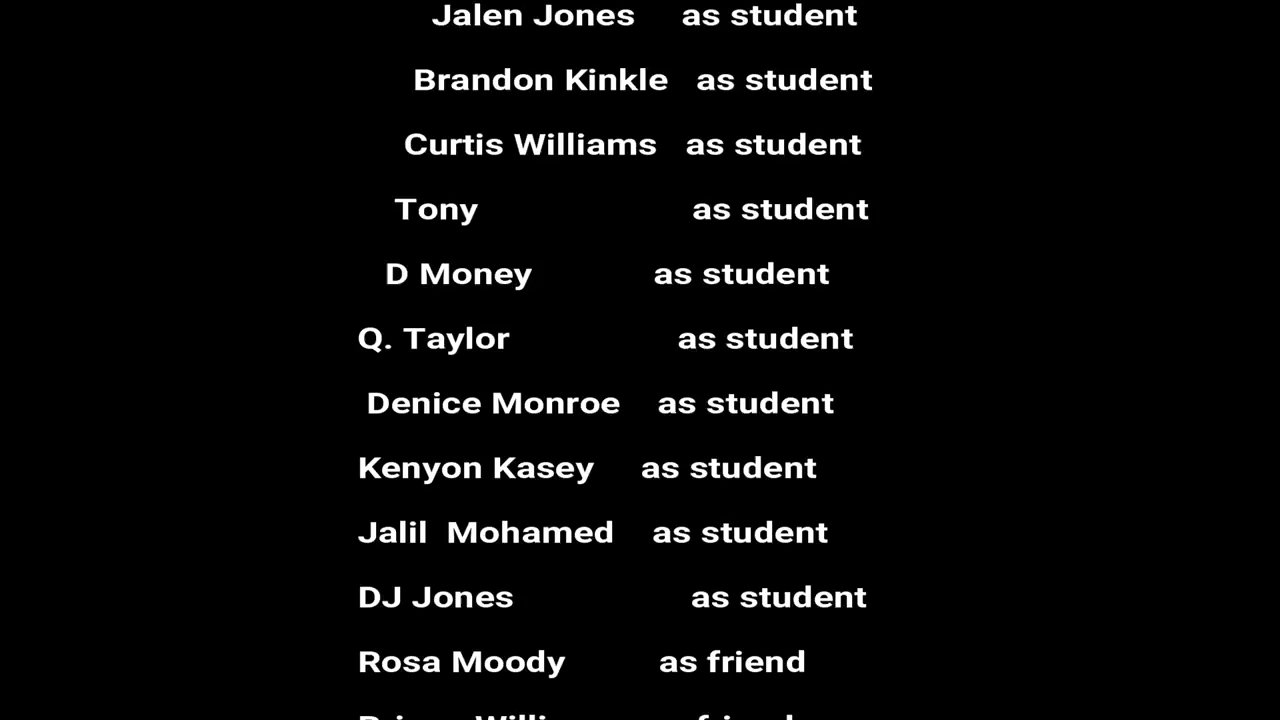 Jalen Jones as student
Brandon Kinkle as student
Curtis Williams as student
Tony as student
D Money as student
Q. Taylor as student
Denice Monroe as student
Kenyon Kasey as student
Jalil Mohamed as student
DJ Jones as student
Rosa Moody as friend